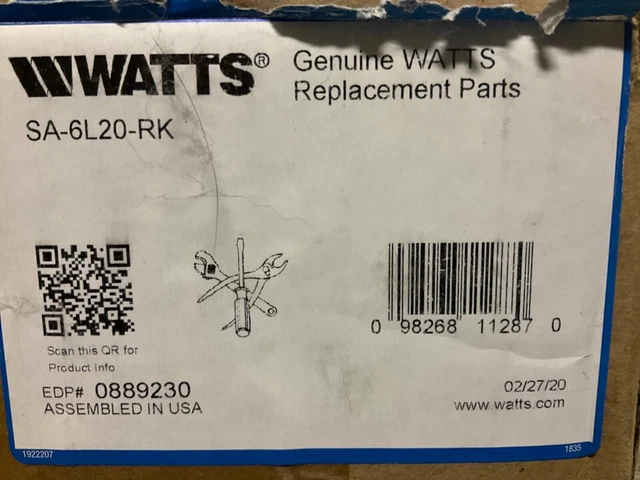 WATTS®
Genuine WATTS
Replacement Parts
SA-6L20-RK
Scan this QR for
Product Info
0 98268 11287 0
EDP# 0889230
ASSEMBLED IN USA
02/27/20
www.watts.com
1922207
1835